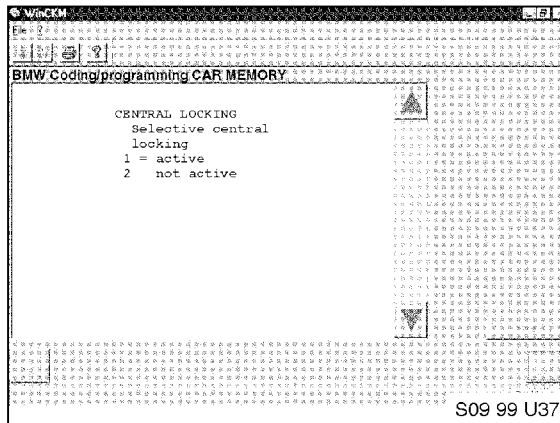 WinCKM
File ?
?
BMW Coding/programming CAR MEMORY
CENTRAL LOCKING
Selective central
locking
1 = active
2 not active
S09 99 U37